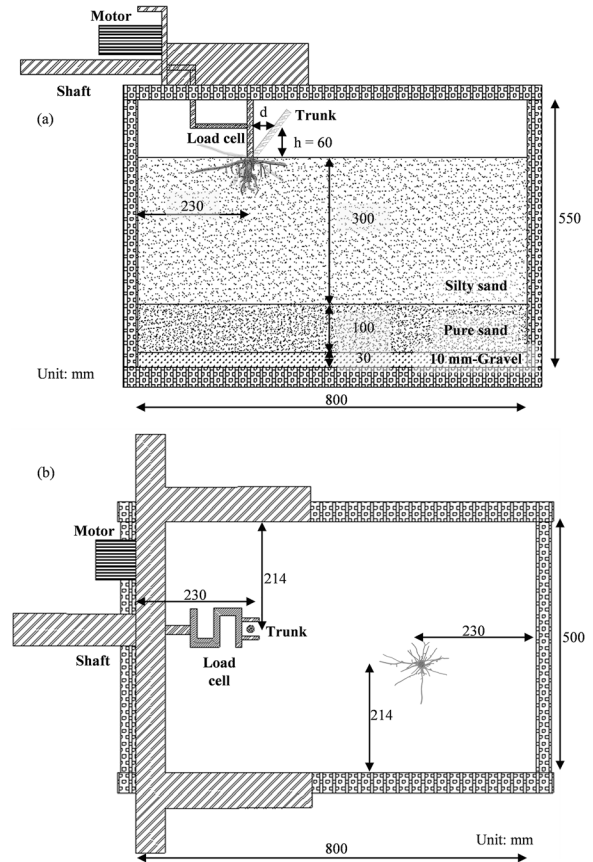 Motor
Shaft
(a)
d
Trunk
Load cell
h = 60
230
300
550
Silty sand
100
Pure sand
30
10 mm-Gravel
Unit: mm
800
(b)
Motor
230
214
Trunk
Shaft
Load
cell
230
500
214
Unit: mm
800